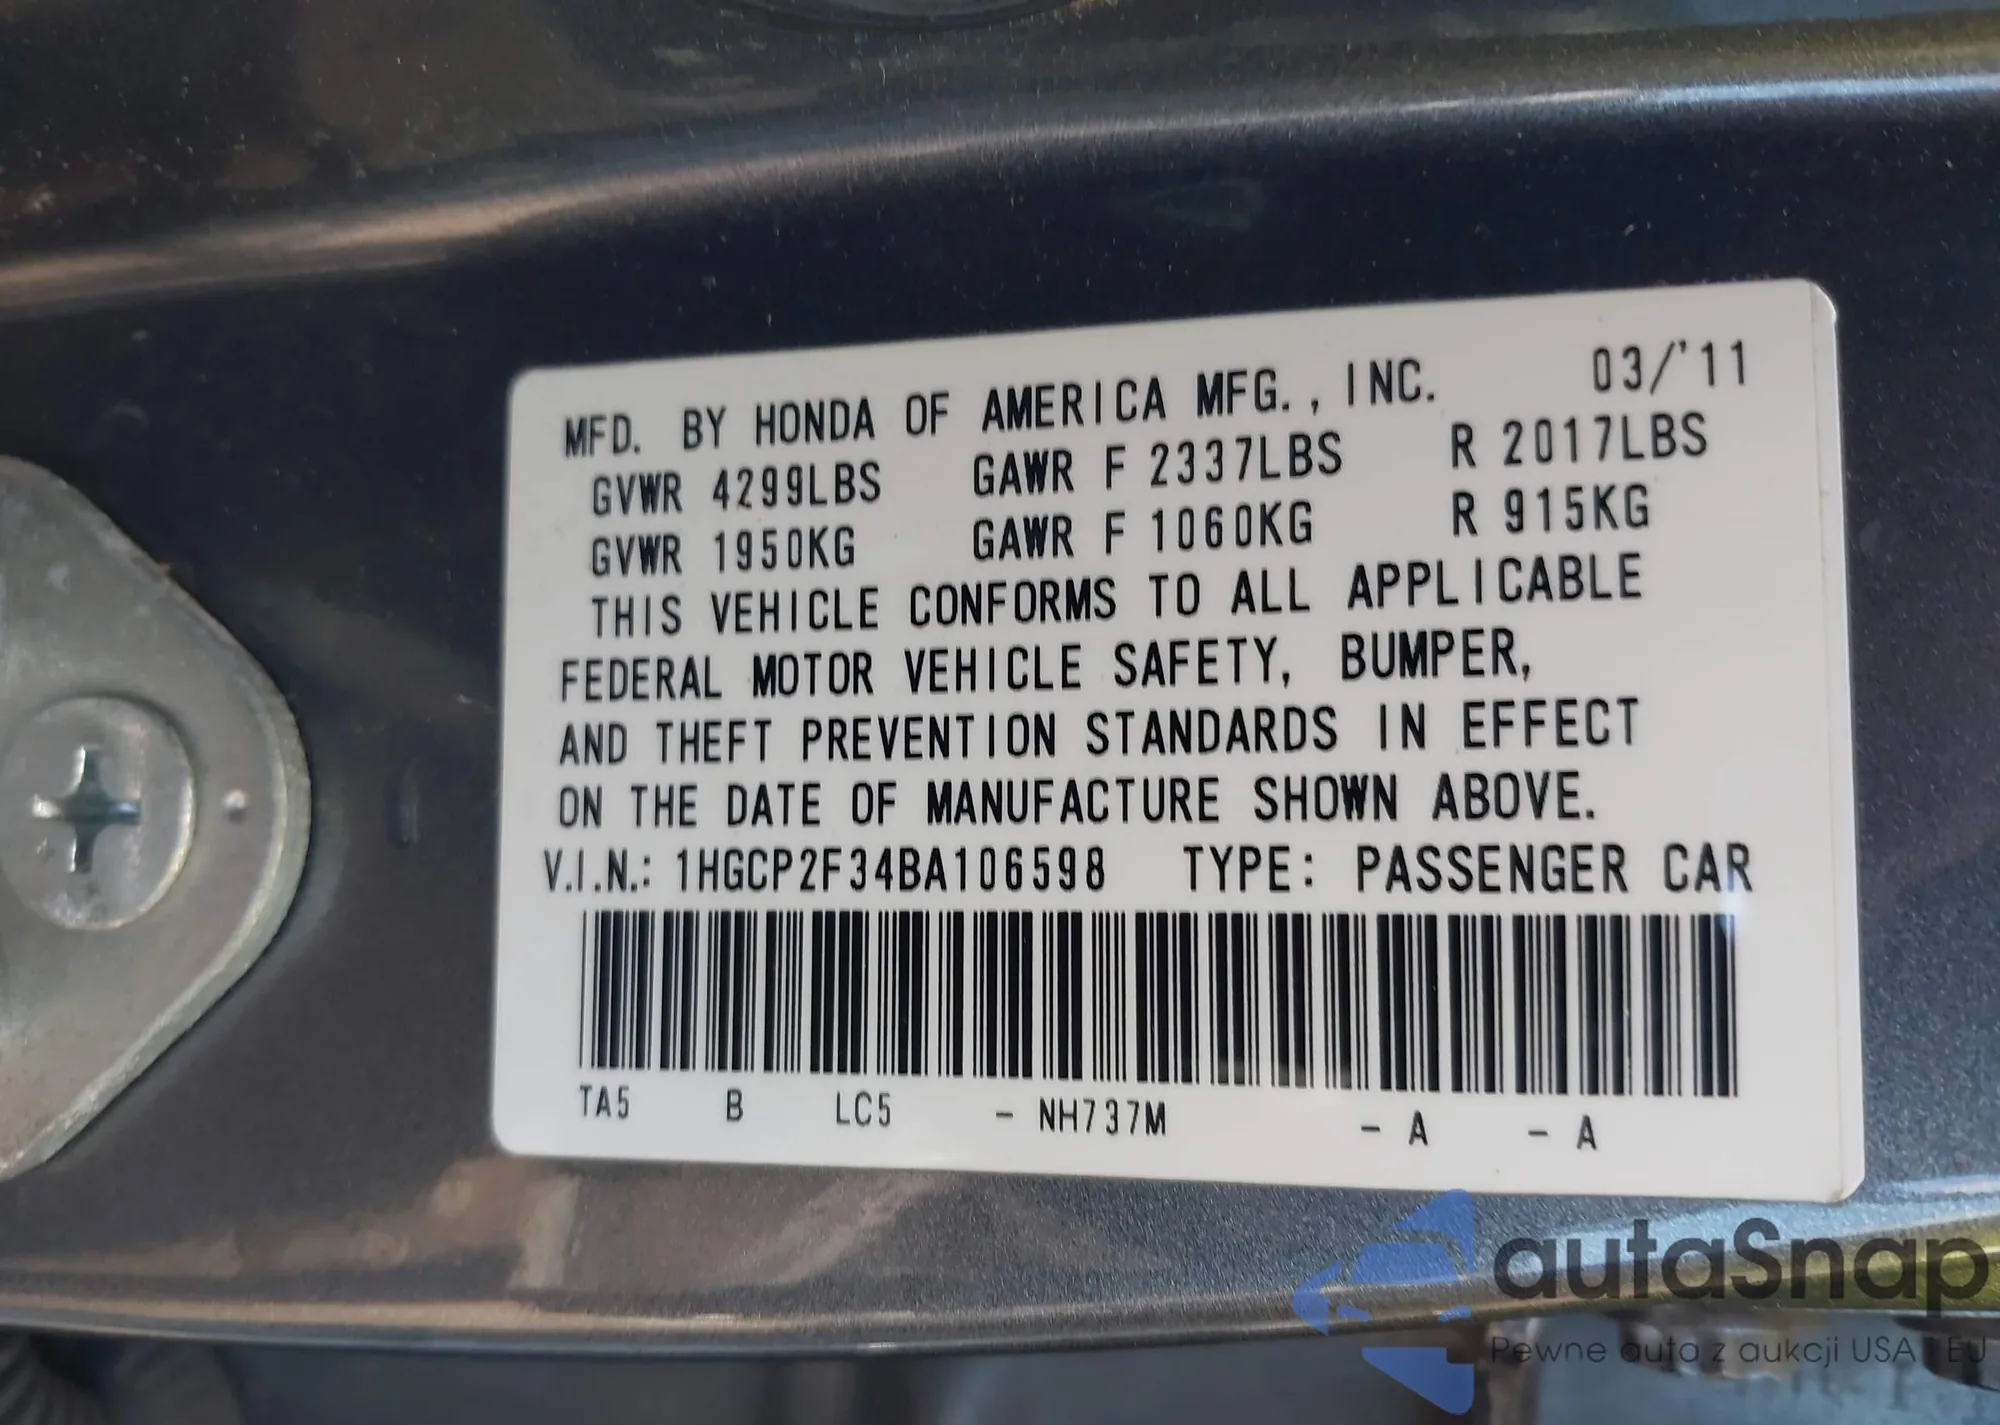 MFD. BY HONDA OF AMERICA MFG., INC. 03/'11
GVWR 4299LBS GAWR F 2337LBS R 2017LBS
GVWR 1950KG GAWR F 1060KG R 915KG
THIS VEHICLE CONFORMS TO ALL APPLICABLE
FEDERAL MOTOR VEHICLE SAFETY, BUMPER,
AND THEFT PREVENTION STANDARDS IN EFFECT
ON THE DATE OF MANUFACTURE SHOWN ABOVE.
V.I.N.: 1HGCP2F34BA106598 TYPE: PASSENGER CAR
TA5 B LC5 - NH737M - A - A
autaSnap
Pewne auta z aukcji USA i EU